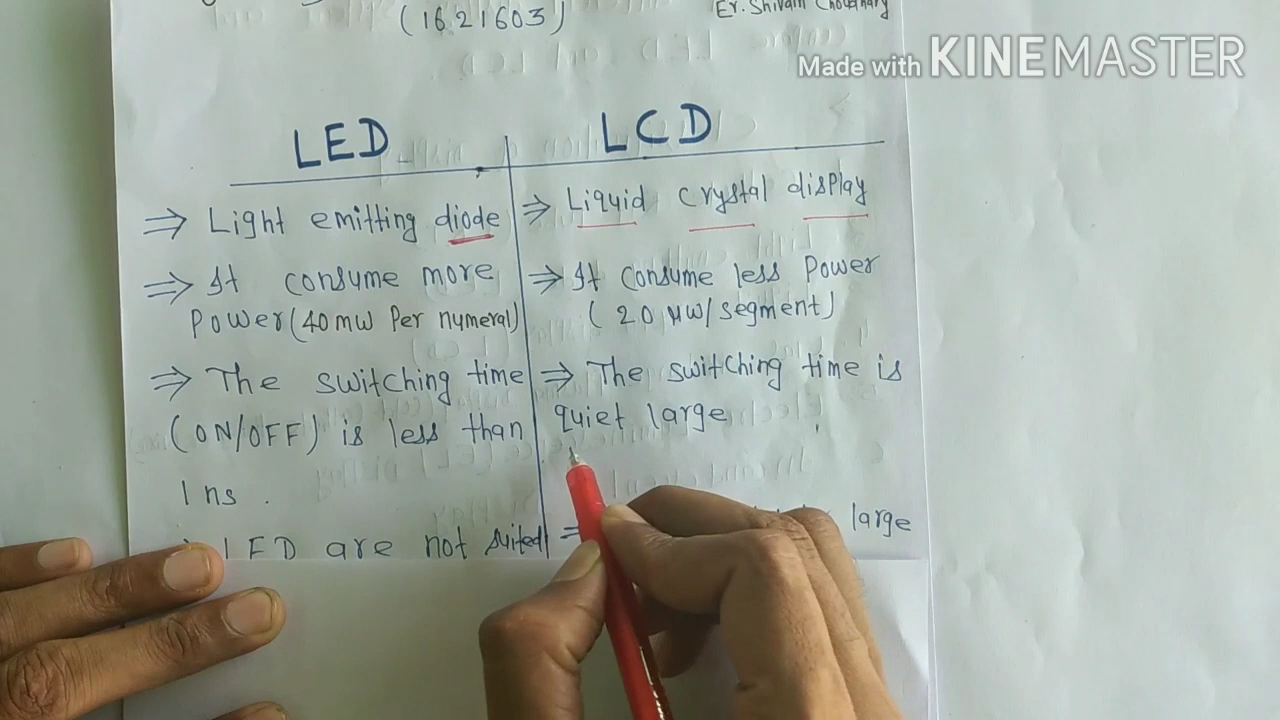 (1621603)
Er. Shivam Choudhary
Made with KINEMASTER
LED
LCD
⇒ Light emitting diode
⇒ It consume more
Power (40 mw Per numeral)
⇒ The switching time
(ON/OFF) is less than
1 ns .
LED are not suited
⇒ Liquid crystal display
⇒ It consume less Power
( 20 μw/segment)
⇒ The switching time is
quiet large
⇒ large